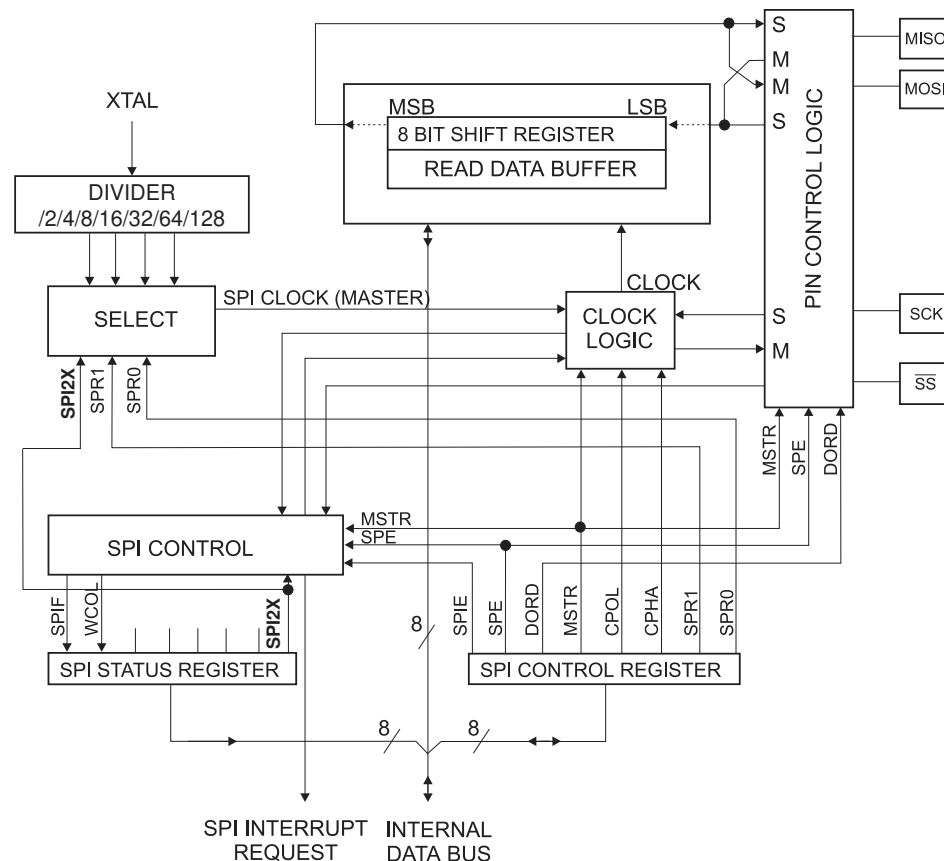 S
MISO
M
MOSI
M
S
MSB
LSB
8 BIT SHIFT REGISTER
READ DATA BUFFER
PIN CONTROL LOGIC
XTAL
DIVIDER
/2/4/8/16/32/64/128
SPI CLOCK (MASTER)
SELECT
CLOCK
CLOCK
LOGIC
S
M
SCK
SS
SPI2X
SPR1
SPR0
MSTR
SPE
DORD
MSTR
SPE
SPI CONTROL
SPIF
WCOL
SPI2X
8
SPIE
SPE
DORD
MSTR
CPOL
CPHA
SPR1
SPR0
SPI STATUS REGISTER
SPI CONTROL REGISTER
8
8
SPI INTERRUPT
REQUEST
INTERNAL
DATA BUS